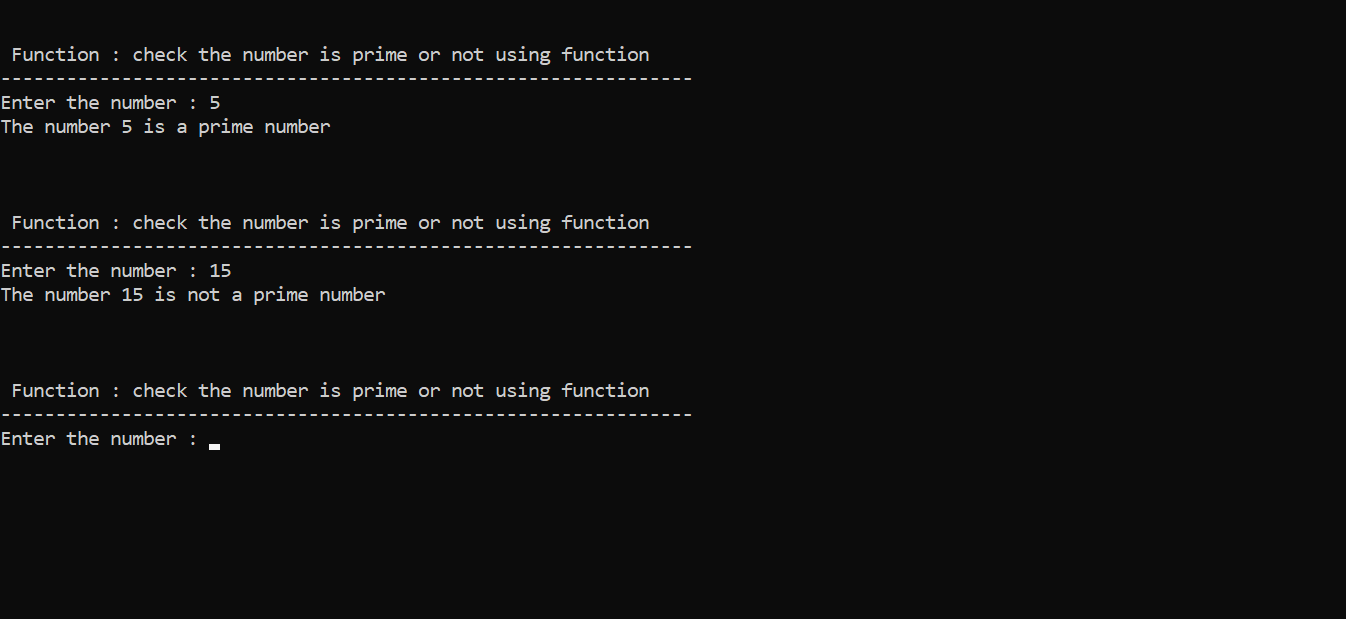 Function : check the number is prime or not using function
---------------------------------------------------------------
Enter the number : 5
The number 5 is a prime number
Function : check the number is prime or not using function
---------------------------------------------------------------
Enter the number : 15
The number 15 is not a prime number
Function : check the number is prime or not using function
---------------------------------------------------------------
Enter the number :